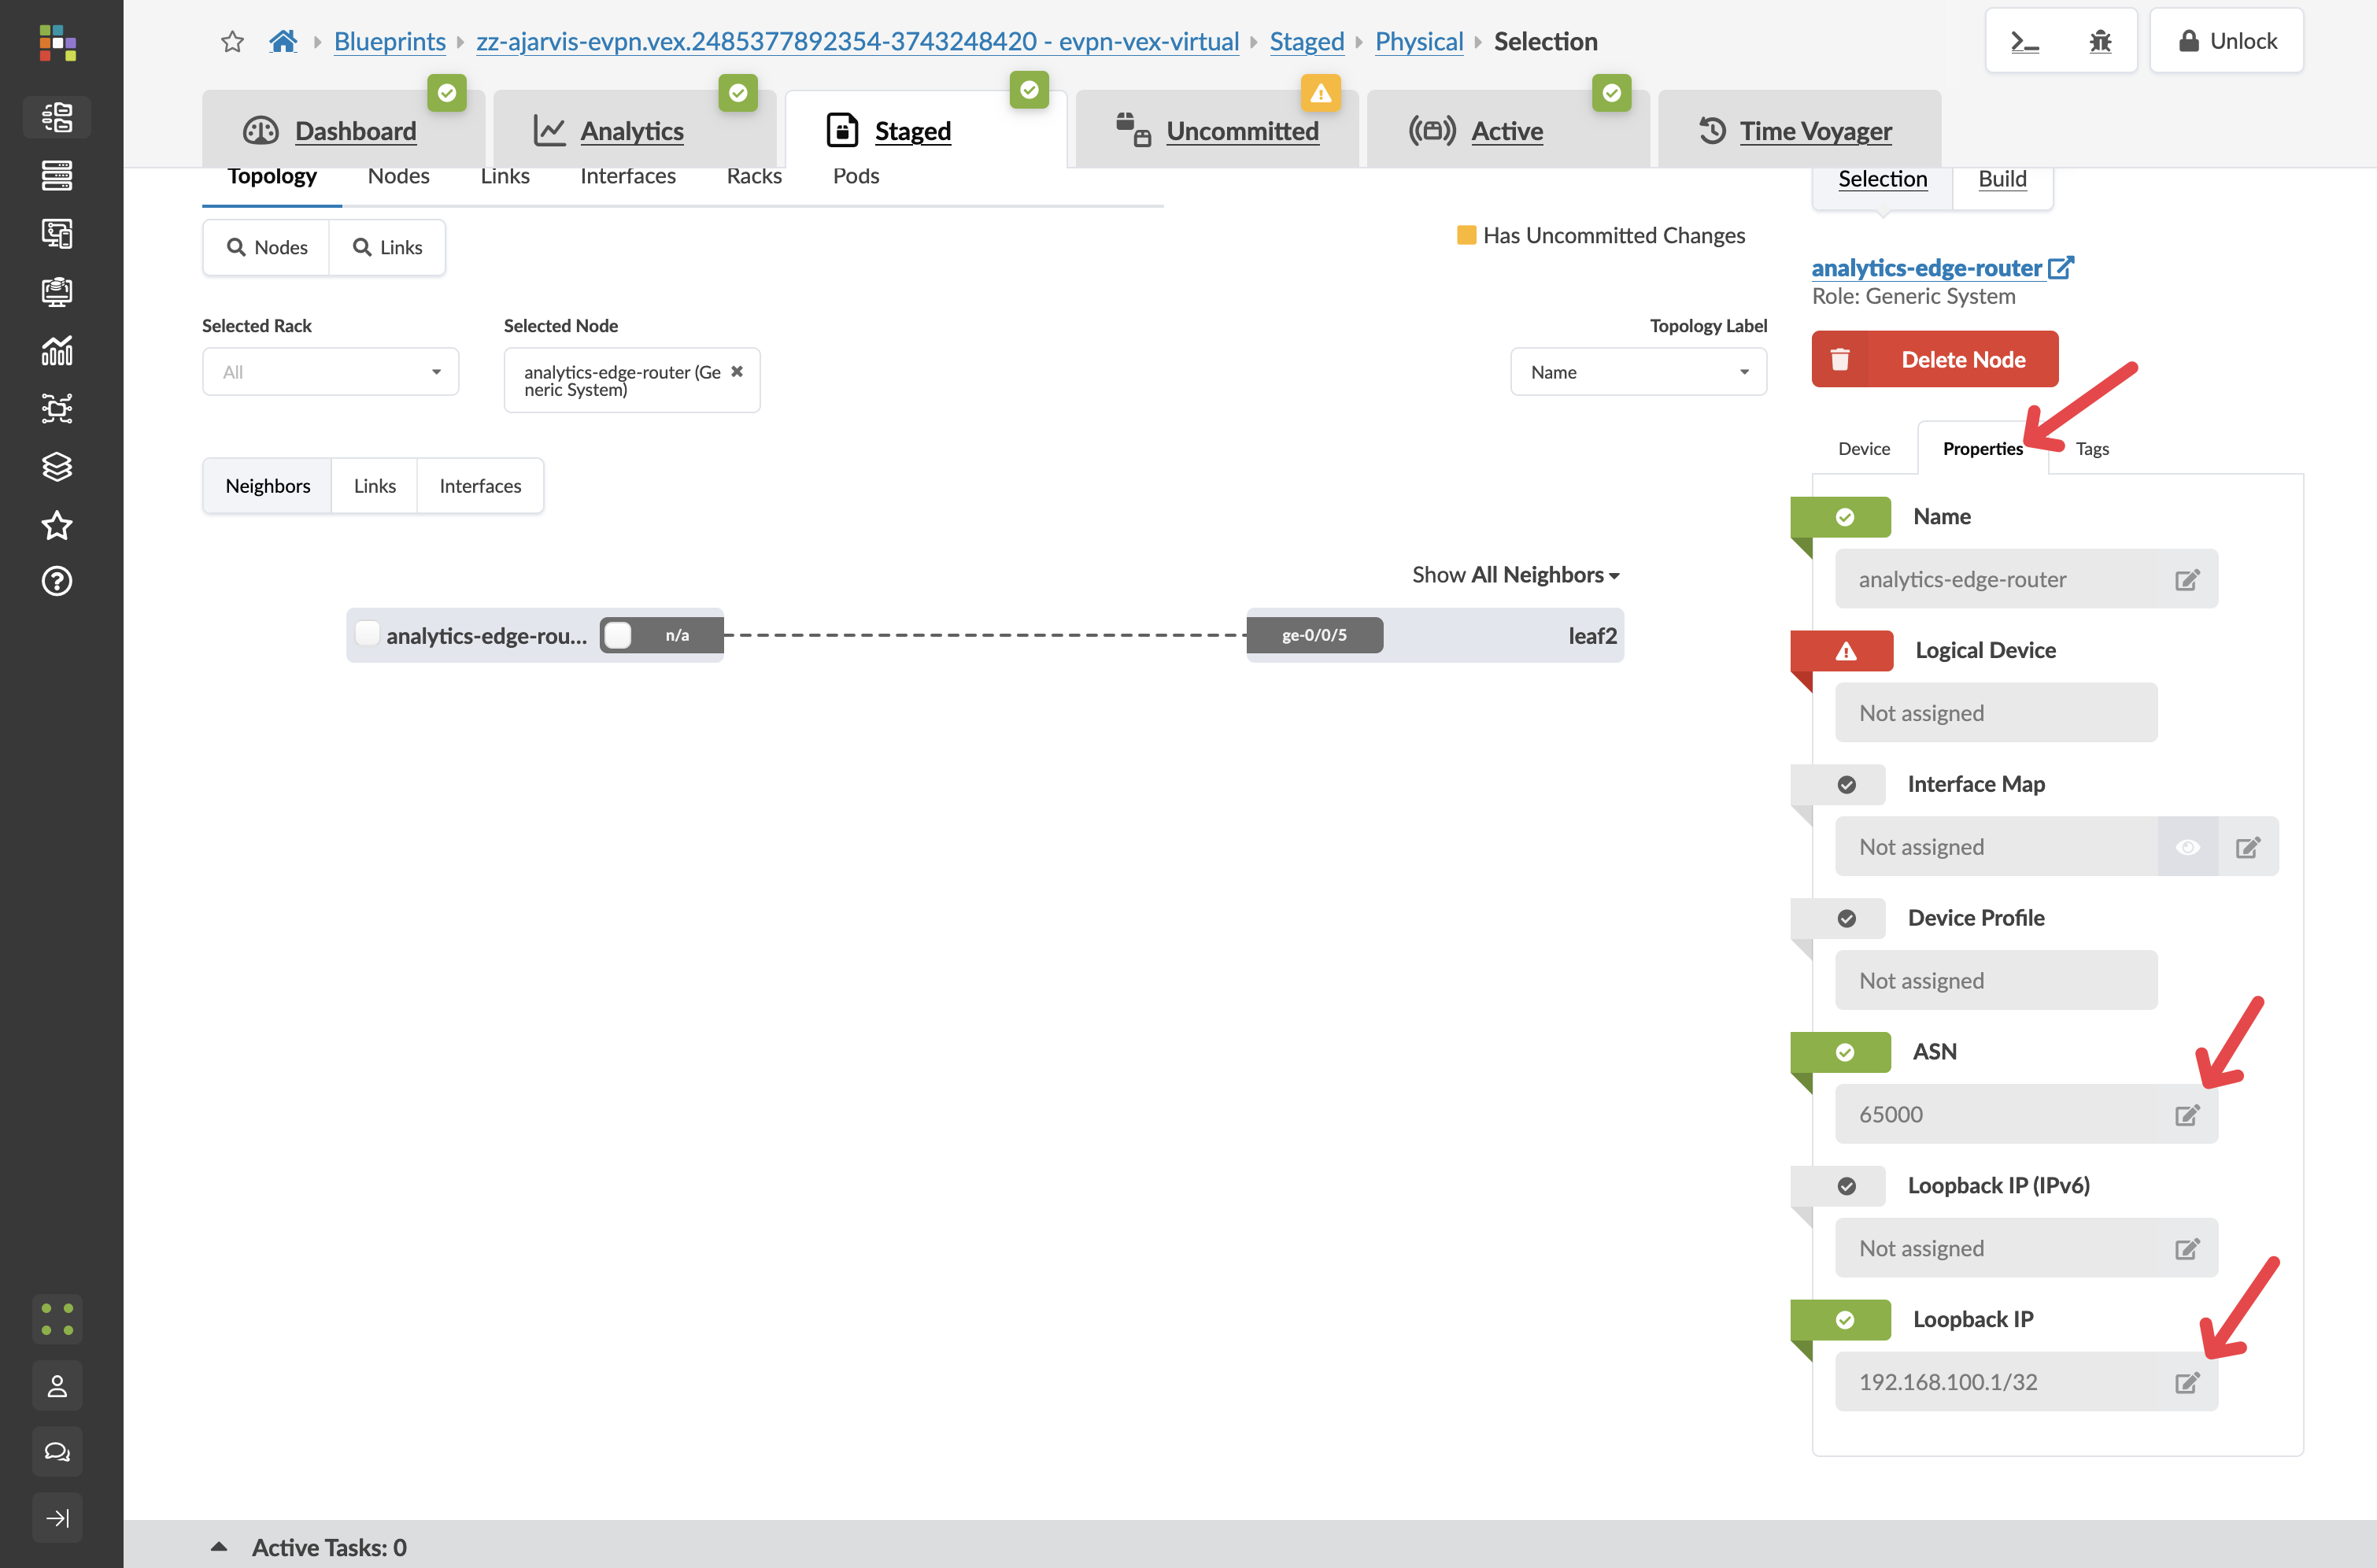 Blueprints
zz-ajarvis-evpn.vex.2485377892354-3743248420 - evpn-vex-virtual
Staged
Physical
Selection
Unlock
Dashboard
Analytics
Staged
Uncommitted
Active
Time Voyager
Topology
Nodes
Links
Interfaces
Racks
Pods
Selection
Build
Nodes
Links
Has Uncommitted Changes
analytics-edge-router
Role: Generic System
Selected Rack
Selected Node
Topology Label
All
analytics-edge-router (Ge
neric System)
Name
Delete Node
Device
Properties
Tags
Neighbors
Links
Interfaces
Show All Neighbors
analytics-edge-rou...
n/a
ge-0/0/5
leaf2
Name
analytics-edge-router
Logical Device
Not assigned
Interface Map
Not assigned
Device Profile
Not assigned
ASN
65000
Loopback IP (IPv6)
Not assigned
Loopback IP
192.168.100.1/32
Active Tasks: 0